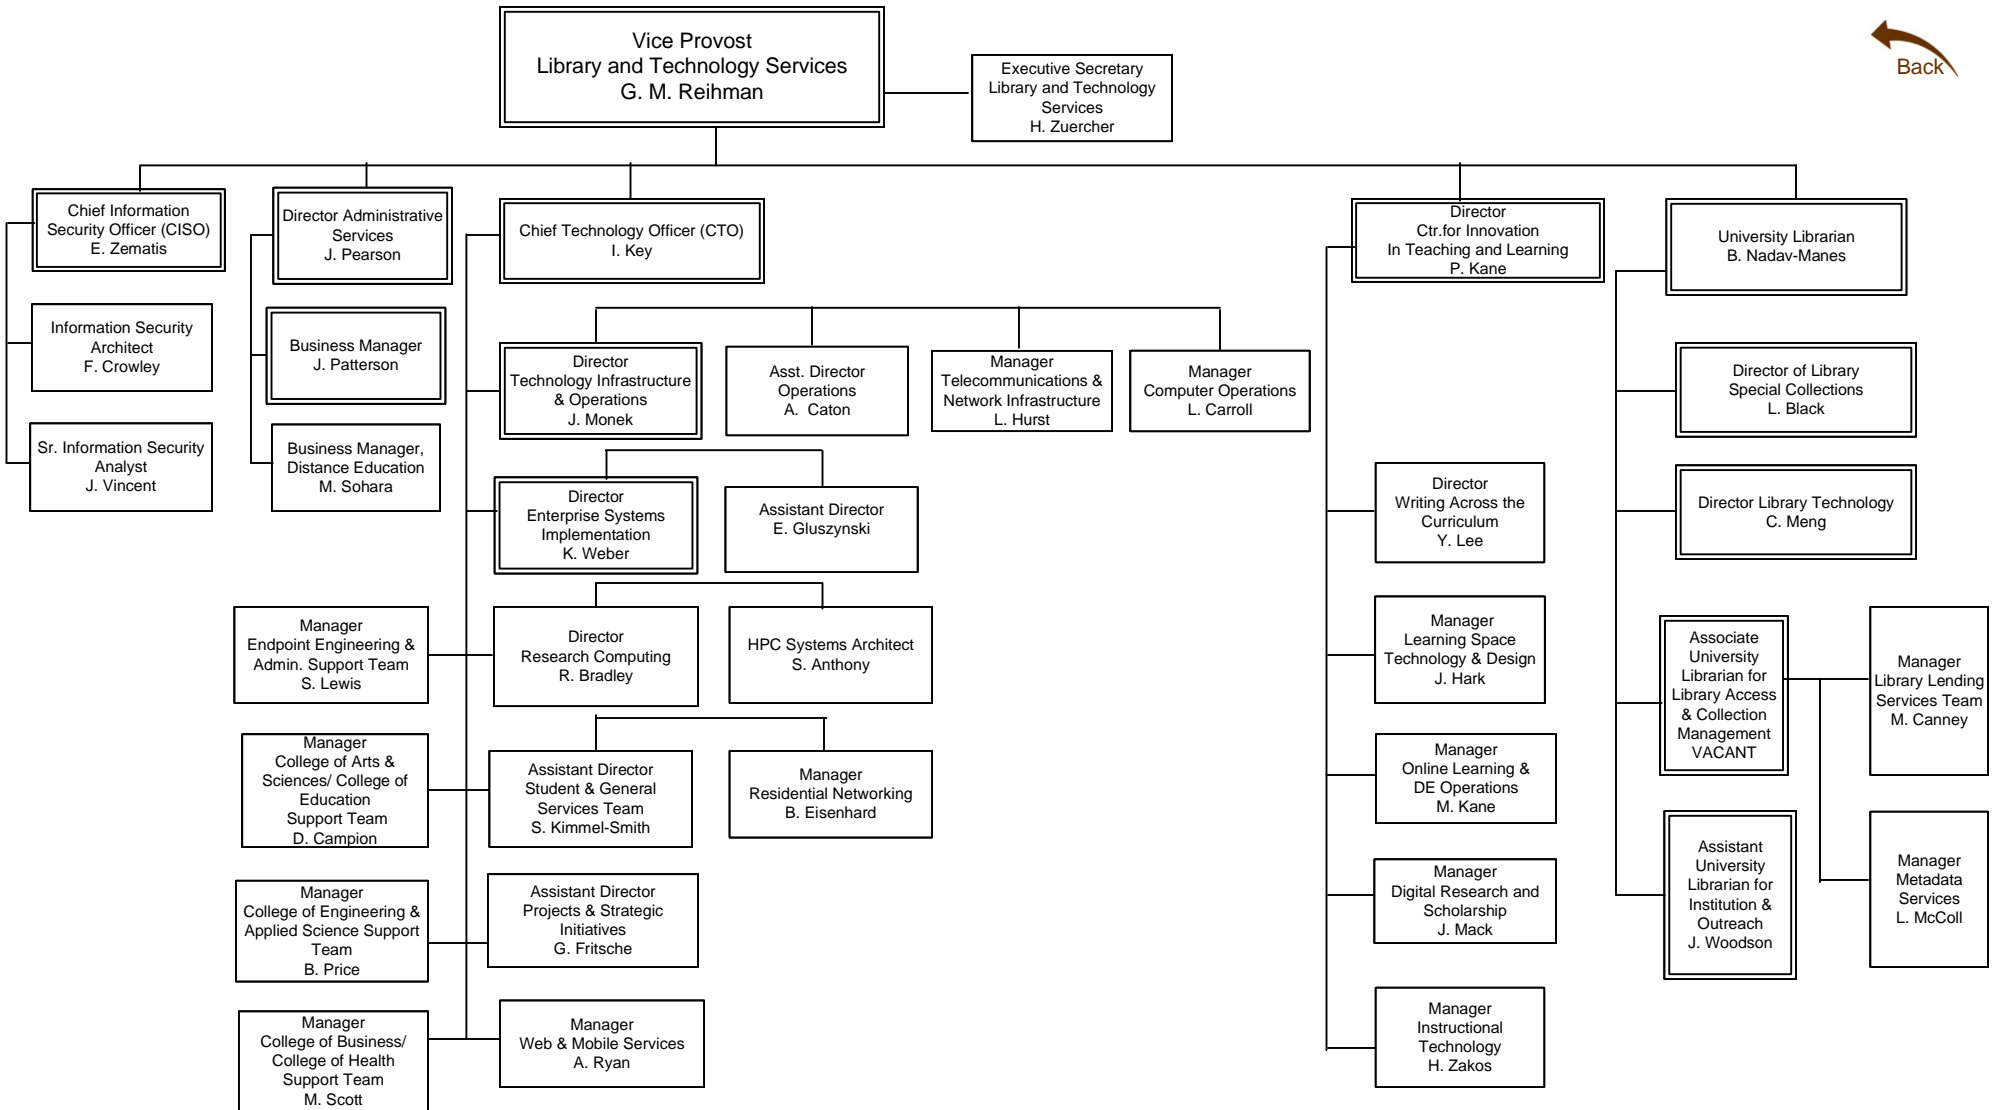 Vice Provost
Library and Technology Services
G. M. Reihman
Back
Executive Secretary
Library and Technology
Services
H. Zuercher
Chief Information
Security Officer (CISO)
E. Zematis
Information Security
Architect
F. Crowley
Sr. Information Security
Analyst
J. Vincent
Director Administrative
Services
J. Pearson
Business Manager
J. Patterson
Business Manager,
Distance Education
M. Sohara
Chief Technology Officer (CTO)
I. Key
Director
Technology Infrastructure
& Operations
J. Monek
Asst. Director
Operations
A. Caton
Manager
Telecommunications &
Network Infrastructure
L. Hurst
Manager
Computer Operations
L. Carroll
Director
Enterprise Systems
Implementation
K. Weber
Assistant Director
E. Gluszynski
Manager
Endpoint Engineering &
Admin. Support Team
S. Lewis
Director
Research Computing
R. Bradley
HPC Systems Architect
S. Anthony
Manager
College of Arts &
Sciences/ College of
Education
Support Team
D. Campion
Assistant Director
Student & General
Services Team
S. Kimmel-Smith
Manager
Residential Networking
B. Eisenhard
Manager
College of Engineering &
Applied Science Support
Team
B. Price
Assistant Director
Projects & Strategic
Initiatives
G. Fritsche
Manager
College of Business/
College of Health
Support Team
M. Scott
Manager
Web & Mobile Services
A. Ryan
Director
Ctr.for Innovation
In Teaching and Learning
P. Kane
Director
Writing Across the
Curriculum
Y. Lee
Manager
Learning Space
Technology & Design
J. Hark
Manager
Online Learning &
DE Operations
M. Kane
Manager
Digital Research and
Scholarship
J. Mack
Manager
Instructional
Technology
H. Zakos
University Librarian
B. Nadav-Manes
Director of Library
Special Collections
L. Black
Director Library Technology
C. Meng
Associate
University
Librarian for
Library Access
& Collection
Management
VACANT
Manager
Library Lending
Services Team
M. Canney
Assistant
University
Librarian for
Institution &
Outreach
J. Woodson
Manager
Metadata
Services
L. McColl